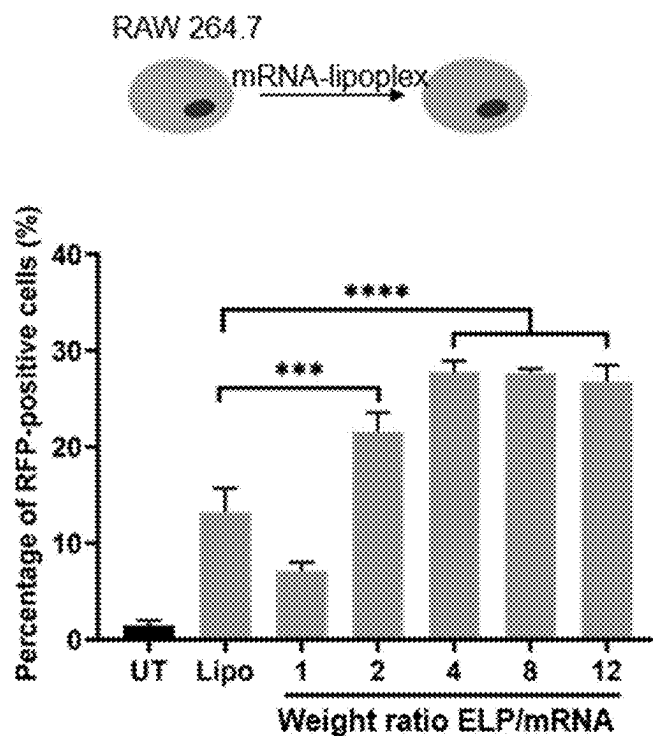 RAW 264.7
mRNA-lipoplex
Percentage of RFP-positive cells (%)
40
30
20
10
0
****
***
UT Lipo 1 2 4 8 12
Weight ratio ELP/mRNA